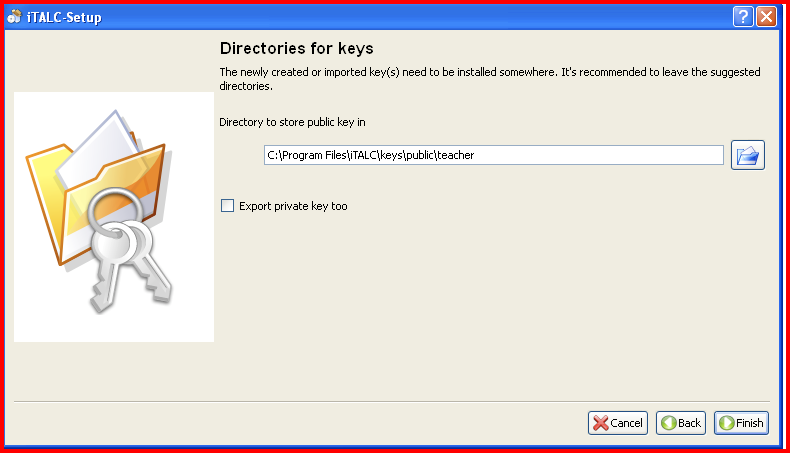 iTALC-Setup
Directories for keys
The newly created or imported key(s) need to be installed somewhere. It's recommended to leave the suggested
directories.
Directory to store public key in
C:\Program Files\iTALC\keys\public\teacher
Export private key too
Cancel Back Finish